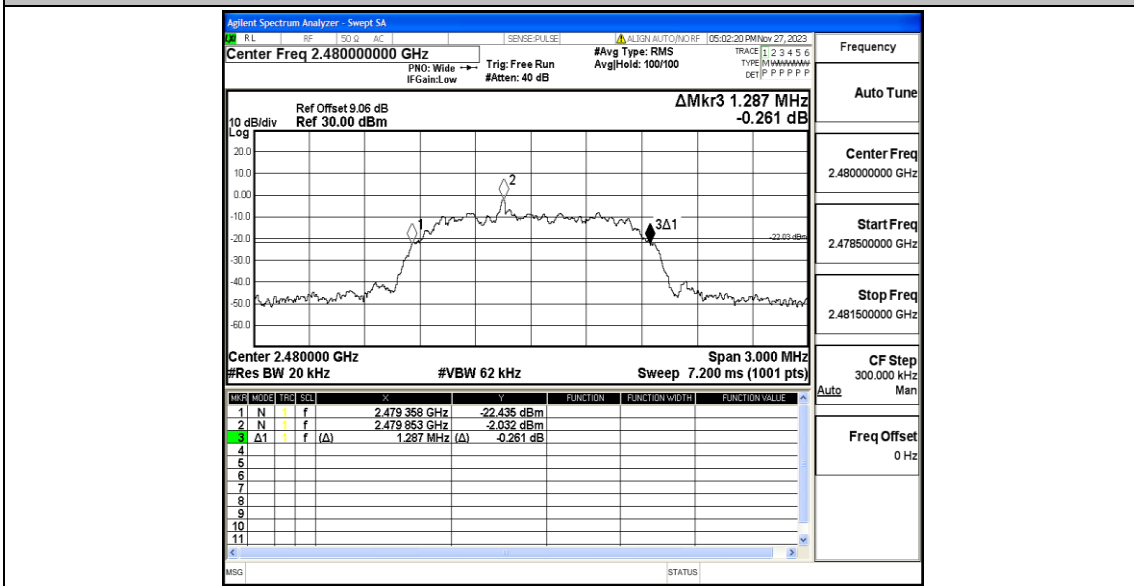 Agilent Spectrum Analyzer - Swept SA
RL RF 50 Ω AC SENSE:PULSE ALIGN AUTO/NO RF 05:02:20 PM Nov 27, 2023
Center Freq 2.480000000 GHz
PNO: Wide
IFGain:Low
Trig: Free Run
#Atten: 40 dB
#Avg Type: RMS
Avg|Hold: 100/100
TRACE 1 2 3 4 5 6
TYPE M
DET P P P P P P
Frequency
Auto Tune
Center Freq
2.480000000 GHz
Start Freq
2.478500000 GHz
Stop Freq
2.481500000 GHz
CF Step
300.000 kHz
Auto Man
Freq Offset
0 Hz
Ref Offset 9.06 dB
10 dB/div Ref 30.00 dBm
Log
ΔMkr3 1.287 MHz
-0.261 dB
20.0
10.0
0.00
-10.0
-20.0
-30.0
-40.0
-50.0
-60.0
1
2
3Δ1
-22.03 dBm
Center 2.480000 GHz Span 3.000 MHz
#Res BW 20 kHz #VBW 62 kHz Sweep 7.200 ms (1001 pts)
MKR MODE TRC SCL X Y FUNCTION FUNCTION WIDTH FUNCTION VALUE
1 N 1 f 2.479 358 GHz -22.435 dBm
2 N 1 f 2.479 853 GHz -2.032 dBm
3 Δ1 1 f (Δ) 1.287 MHz (Δ) -0.261 dB
4
5
6
7
8
9
10
11
MSG STATUS